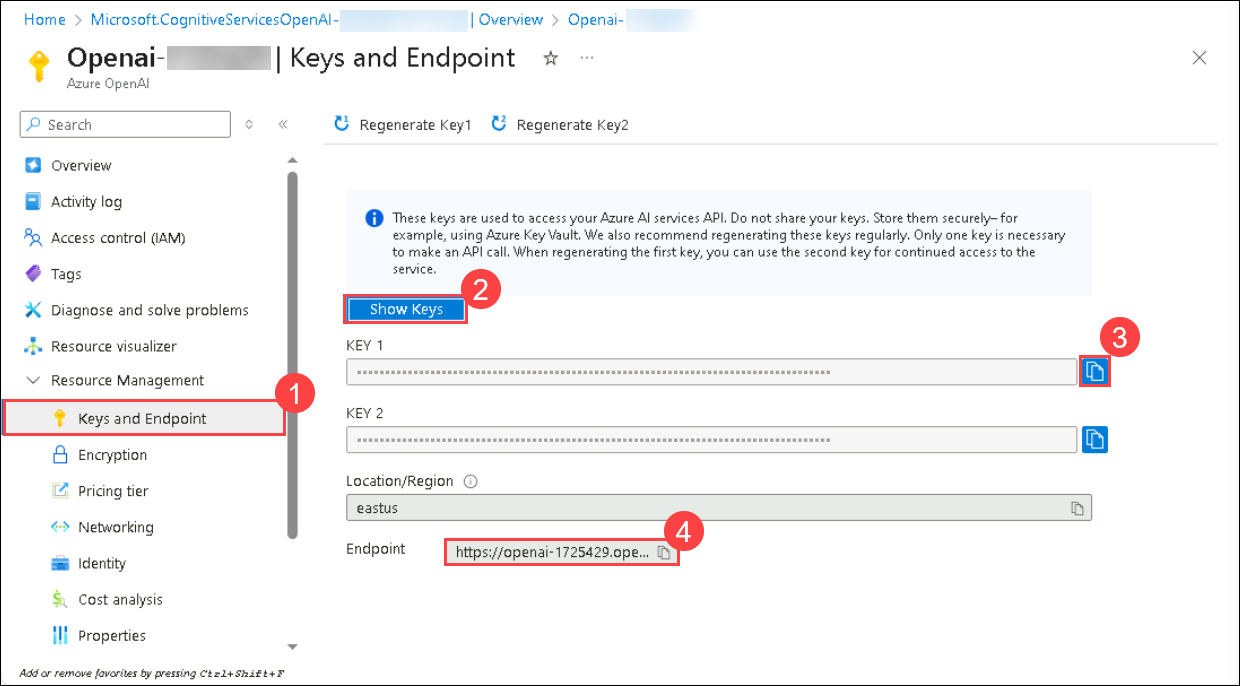 Home > Microsoft.CognitiveServicesOpenAI- | Overview > Openai-
Openai- | Keys and Endpoint
Azure OpenAI
Search
Regenerate Key1
Regenerate Key2
Overview
Activity log
Access control (IAM)
Tags
Diagnose and solve problems
Resource visualizer
Resource Management
Keys and Endpoint
1
Encryption
Pricing tier
Networking
Identity
Cost analysis
Properties
Add or remove favorites by pressing Ctrl+Shift+F
These keys are used to access your Azure AI services API. Do not share your keys. Store them securely– for
example, using Azure Key Vault. We also recommend regenerating these keys regularly. Only one key is necessary
to make an API call. When regenerating the first key, you can use the second key for continued access to the
service.
Show Keys
2
KEY 1
3
KEY 2
Location/Region
eastus
Endpoint
https://openai-1725429.ope...
4